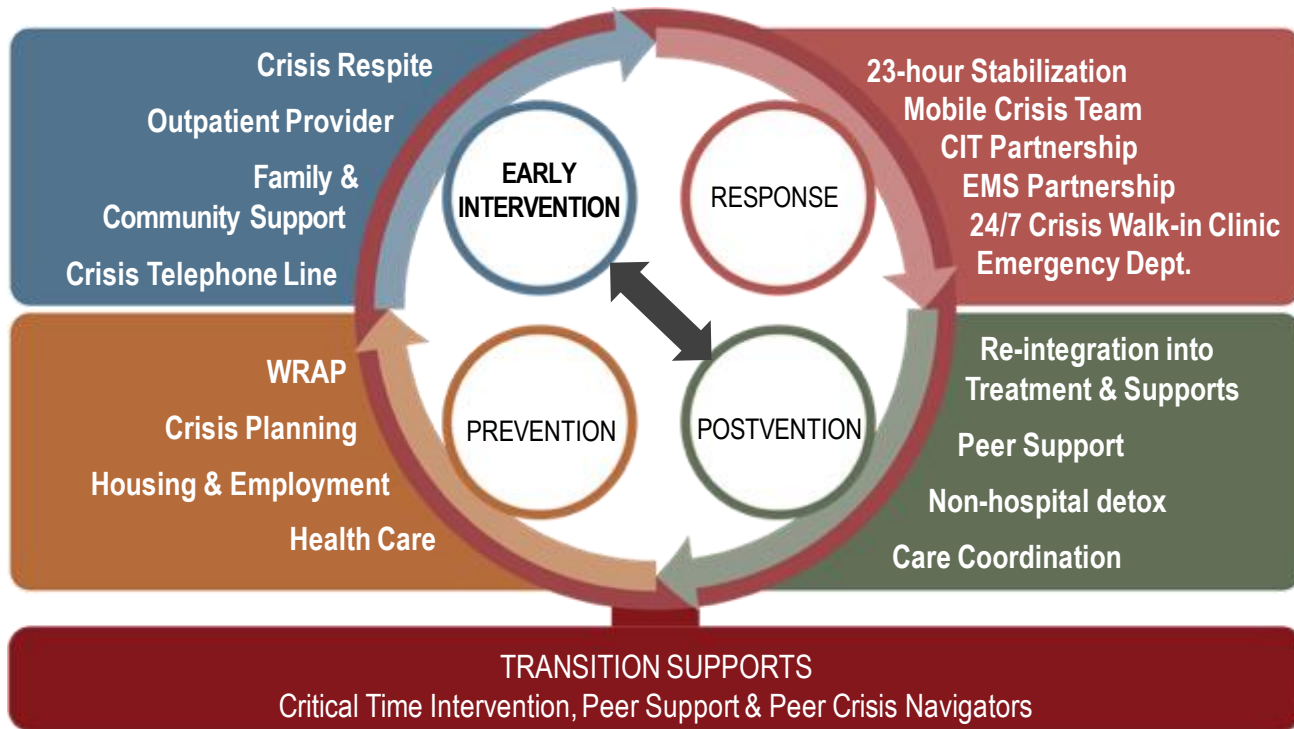 Crisis Respite
Outpatient Provider
Family &
Community Support
Crisis Telephone Line
EARLY
INTERVENTION
RESPONSE
23-hour Stabilization
Mobile Crisis Team
CIT Partnership
EMS Partnership
24/7 Crisis Walk-in Clinic
Emergency Dept.
WRAP
Crisis Planning
Housing & Employment
Health Care
PREVENTION
POSTVENTION
Re-integration into
Treatment & Supports
Peer Support
Non-hospital detox
Care Coordination
TRANSITION SUPPORTS
Critical Time Intervention, Peer Support & Peer Crisis Navigators